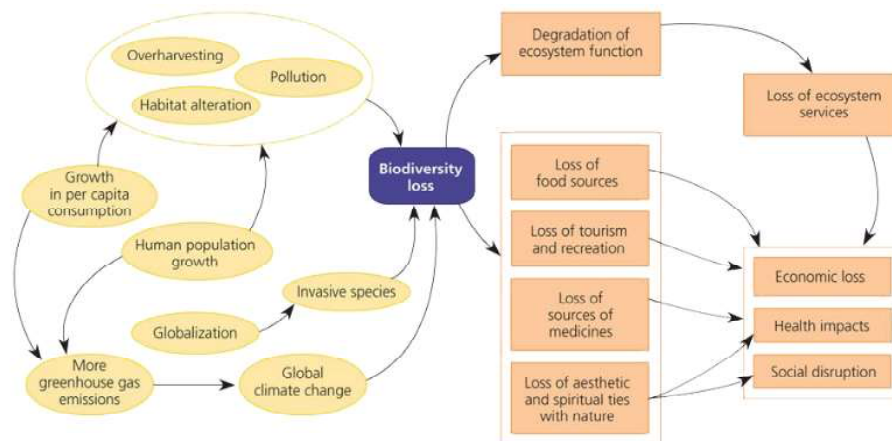 Overharvesting
Pollution
Habitat alteration
Growth
in per capita
consumption
Human population
growth
Invasive species
Globalization
More
greenhouse gas
emissions
Global
climate change
Biodiversity
loss
Degradation of
ecosystem function
Loss of ecosystem
services
Loss of
food sources
Loss of tourism
and recreation
Loss of
sources of
medicines
Loss of aesthetic
and spiritual ties
with nature
Economic loss
Health impacts
Social disruption